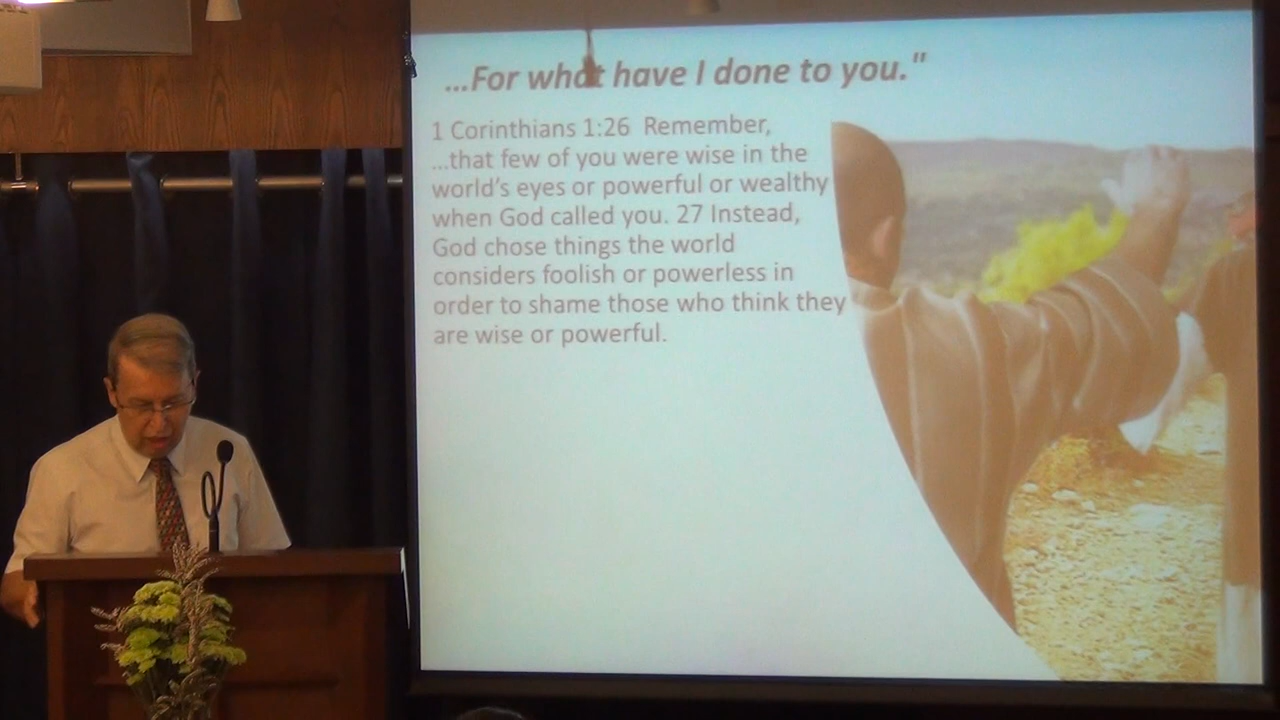 ...For what have I done to you."
1 Corinthians 1:26 Remember,
...that few of you were wise in the
world's eyes or powerful or wealthy
when God called you. 27 Instead,
God chose things the world
considers foolish or powerless in
order to shame those who think they
are wise or powerful.